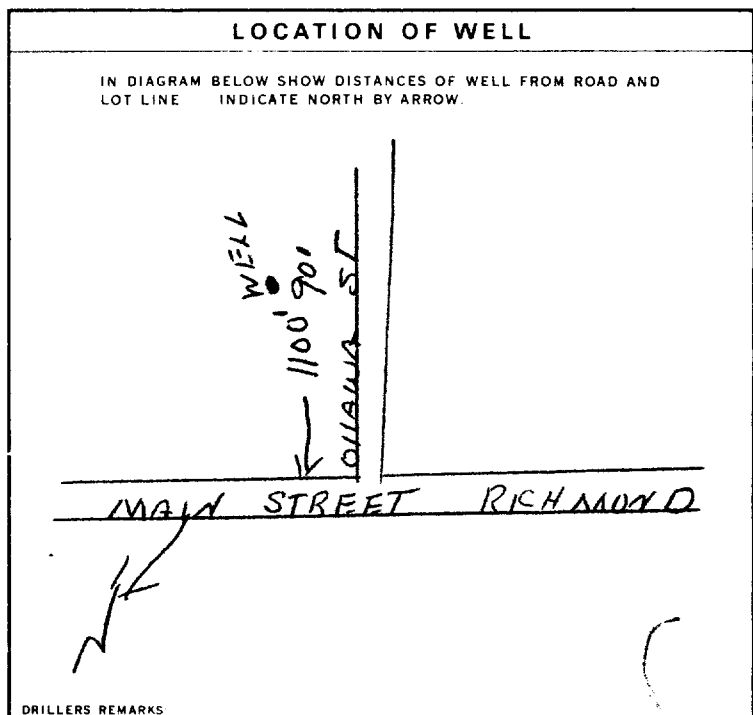 LOCATION OF WELL
IN DIAGRAM BELOW SHOW DISTANCES OF WELL FROM ROAD AND
LOT LINE INDICATE NORTH BY ARROW.
WELL
1100'
90'
OTTAWA ST
MAIN STREET RICHMOND
N
DRILLERS REMARKS